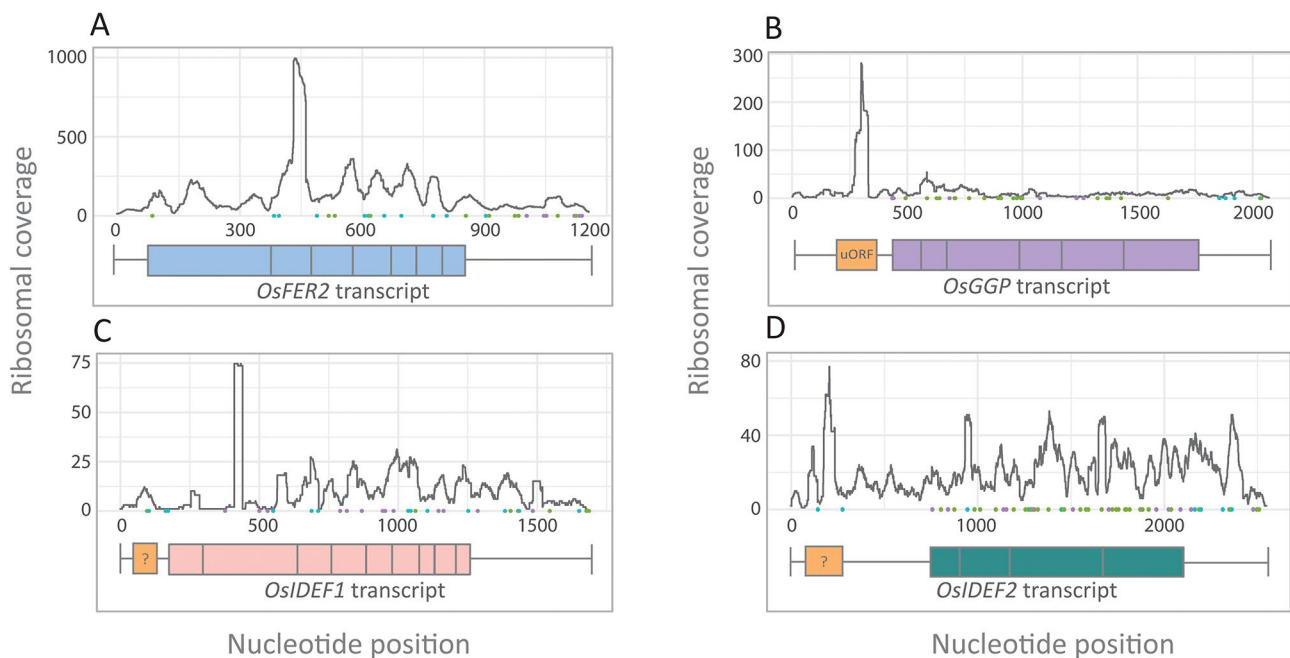 A
Ribosomal coverage
1000
500
0
0 300 600 900 1200
OsFER2 transcript
B
Ribosomal coverage
300
200
100
0
0 500 1000 1500 2000
uORF
OsGGP transcript
C
75
50
25
0
0 500 1000 1500
?
OsIDEF1 transcript
Nucleotide position
D
80
40
0
0 1000 2000
?
OsIDEF2 transcript
Nucleotide position